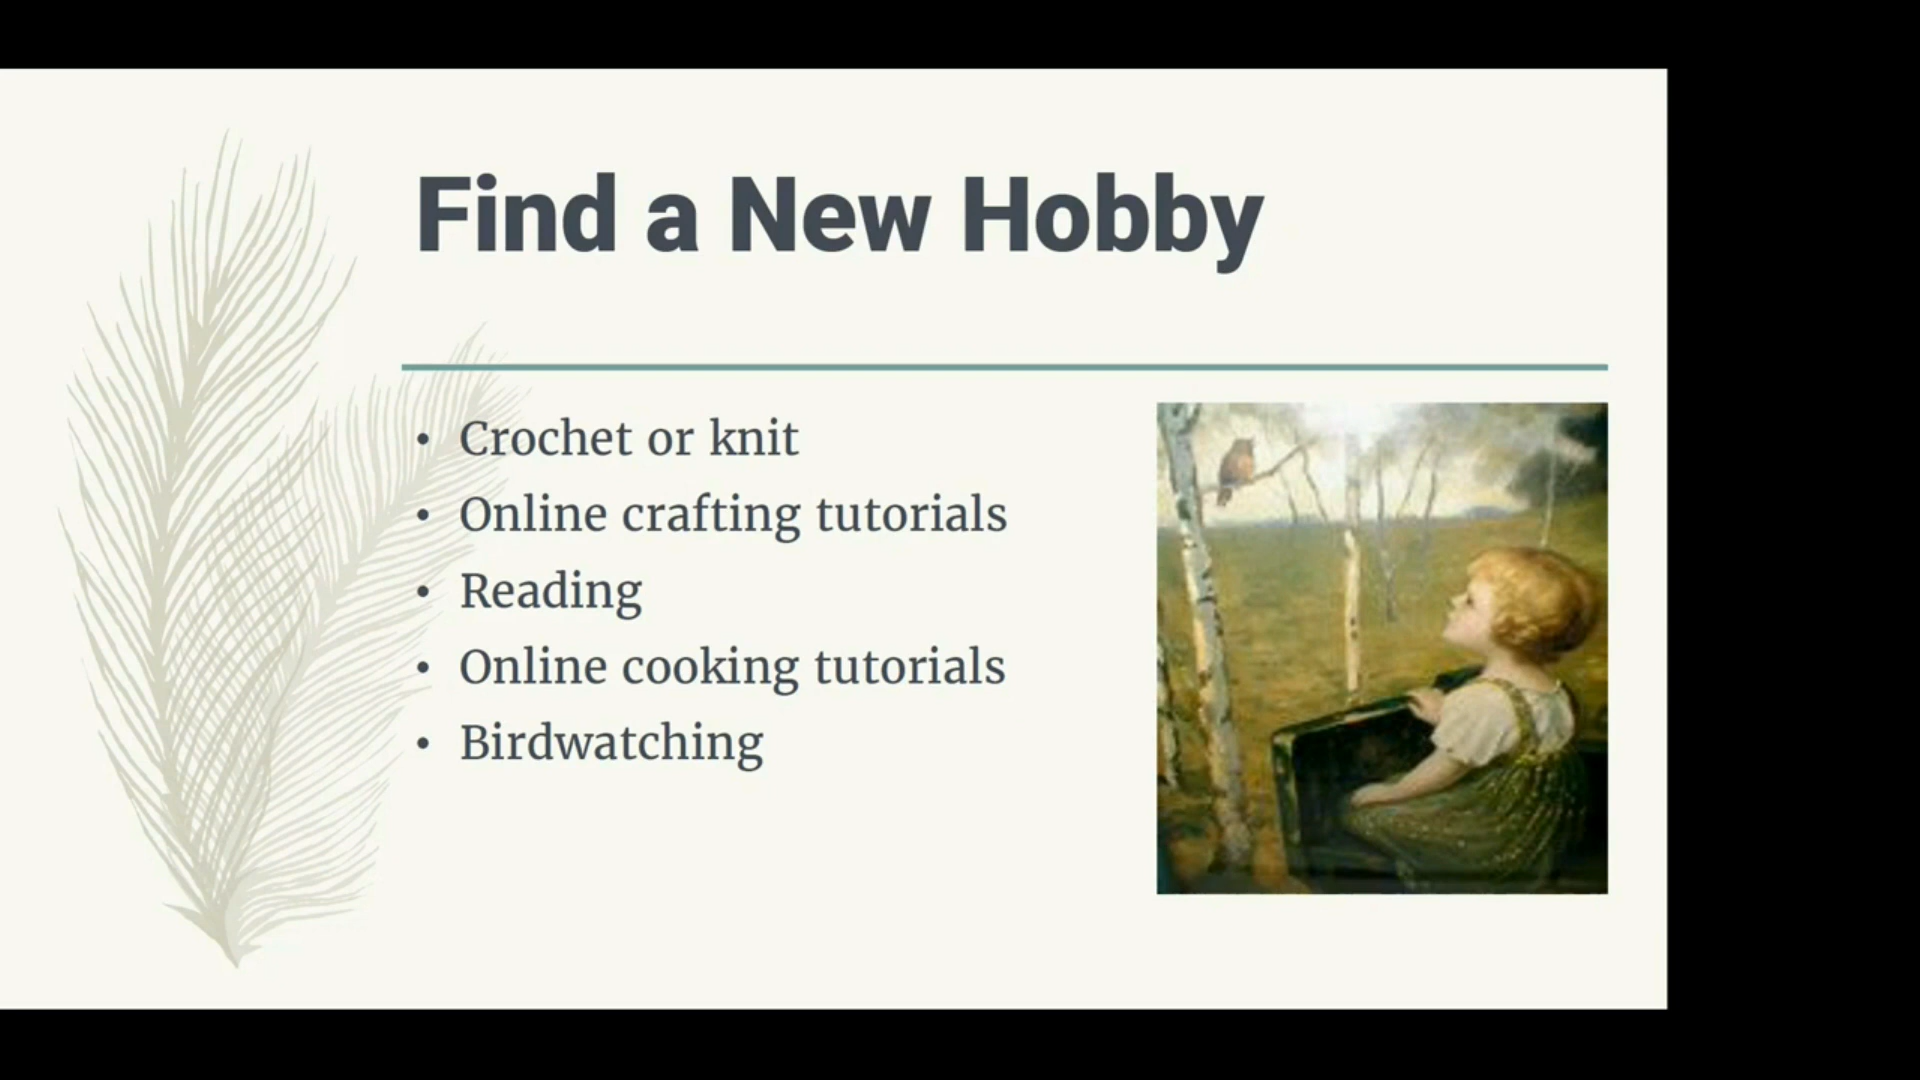 Find a New Hobby
• Crochet or knit
• Online crafting tutorials
• Reading
• Online cooking tutorials
• Birdwatching